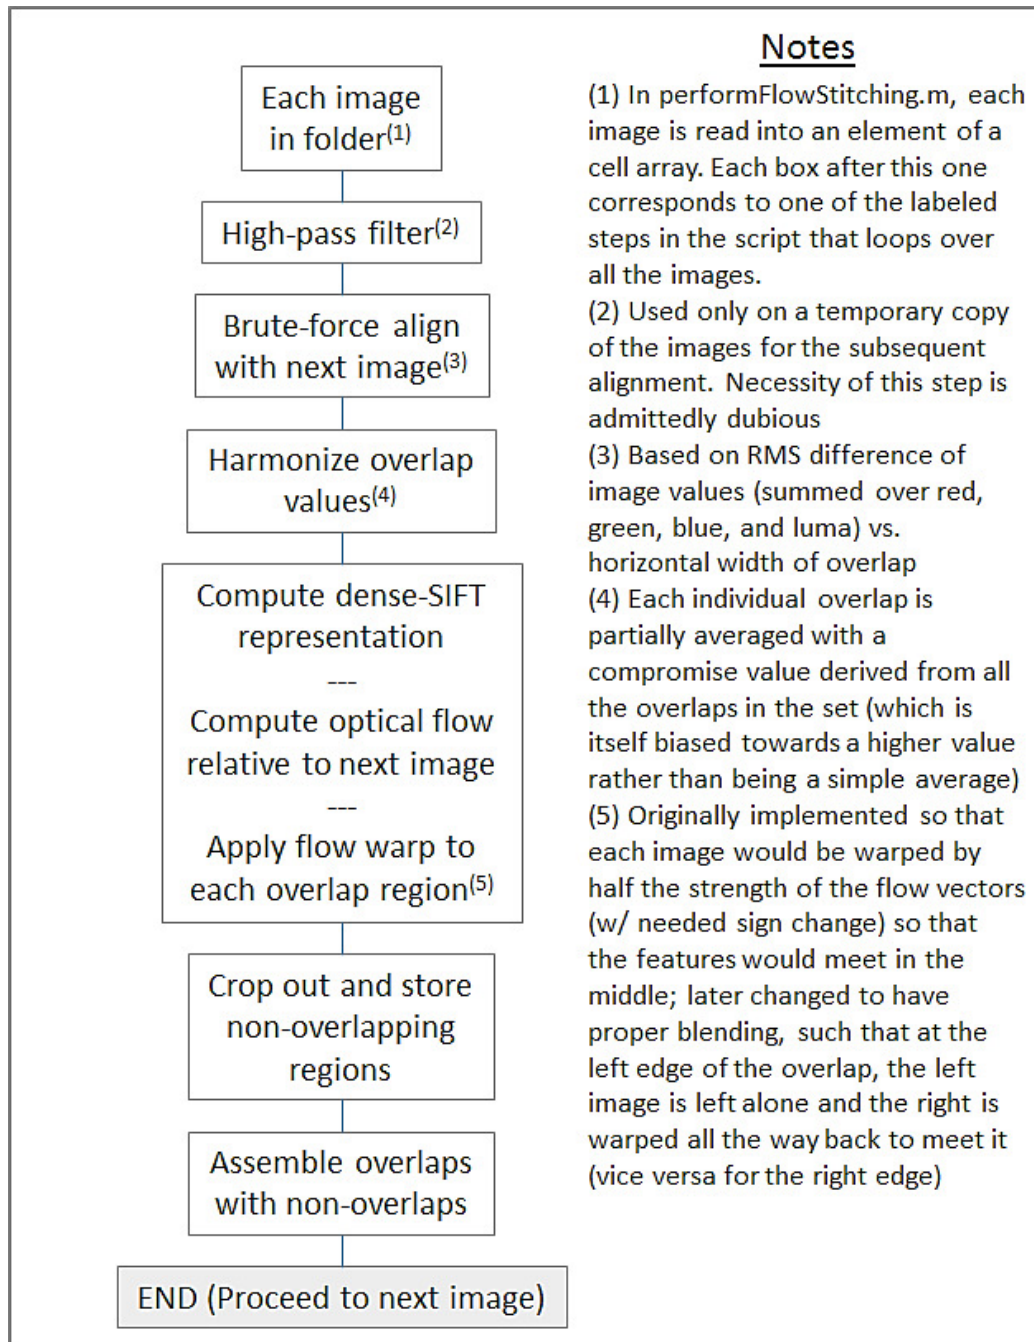 Each image
in folder(1)
High-pass filter(2)
Brute-force align
with next image(3)
Harmonize overlap
values(4)
Compute dense-SIFT
representation
---
Compute optical flow
relative to next image
---
Apply flow warp to
each overlap region(5)
Crop out and store
non-overlapping
regions
Assemble overlaps
with non-overlaps
END (Proceed to next image)
Notes
(1) In performFlowStitching.m, each
image is read into an element of a
cell array. Each box after this one
corresponds to one of the labeled
steps in the script that loops over
all the images.
(2) Used only on a temporary copy
of the images for the subsequent
alignment. Necessity of this step is
admittedly dubious
(3) Based on RMS difference of
image values (summed over red,
green, blue, and luma) vs.
horizontal width of overlap
(4) Each individual overlap is
partially averaged with a
compromise value derived from all
the overlaps in the set (which is
itself biased towards a higher value
rather than being a simple average)
(5) Originally implemented so that
each image would be warped by
half the strength of the flow vectors
(w/ needed sign change) so that
the features would meet in the
middle; later changed to have
proper blending, such that at the
left edge of the overlap, the left
image is left alone and the right is
warped all the way back to meet it
(vice versa for the right edge)